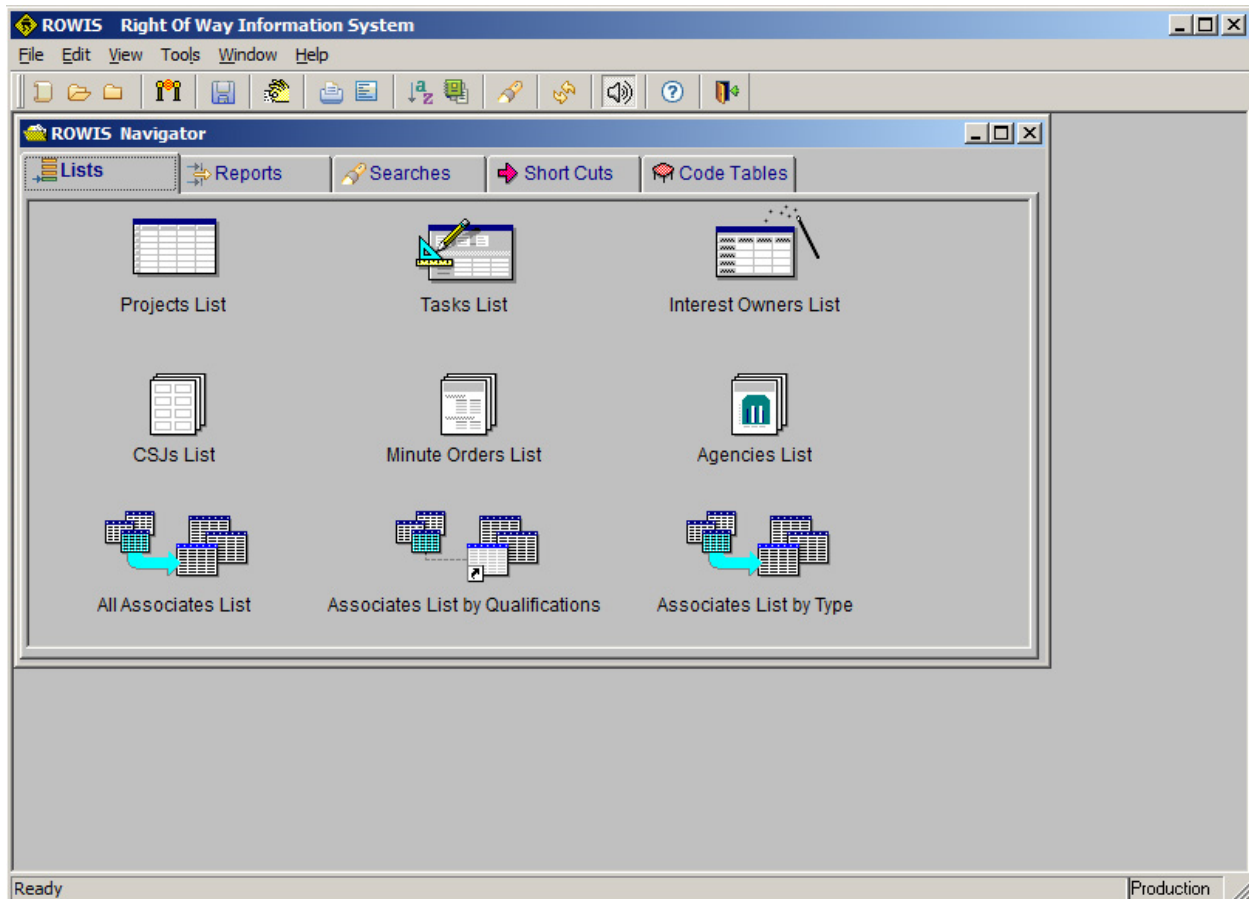 ROWIS Right Of Way Information System
File Edit View Tools Window Help
ROWIS Navigator
Lists Reports Searches Short Cuts Code Tables
Projects List Tasks List Interest Owners List
CSJs List Minute Orders List Agencies List
All Associates List Associates List by Qualifications Associates List by Type
Ready Production